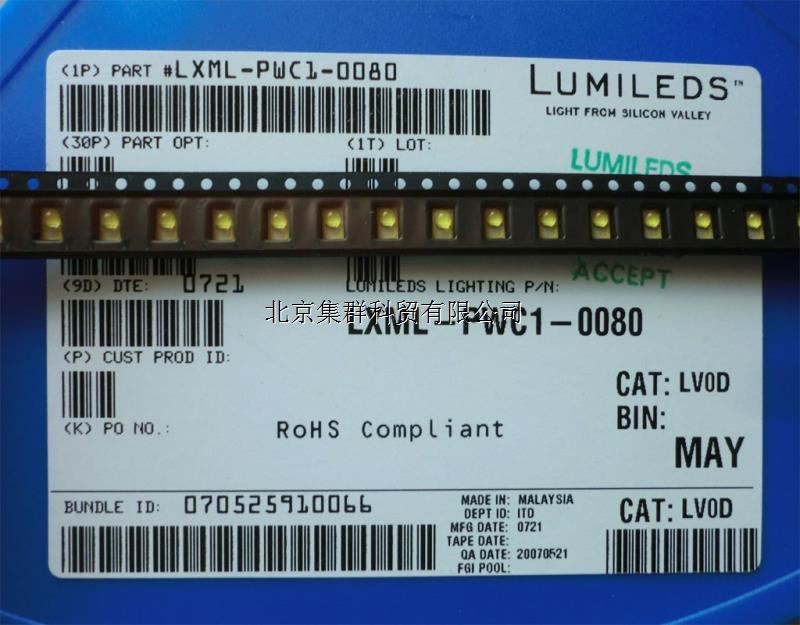 (1P) PART #LXML-PWC1-0080
LUMILEDS™
LIGHT FROM SILICON VALLEY
(30P) PART OPT:
(1T) LOT:
LUMILEDS
ACCEPT
(9D) DTE: 0721
LUMILEDS LIGHTING P/N:
北京集群科贸有限公司
LXML-PWC1-0080
(P) CUST PROD ID:
CAT: LV0D
BIN:
MAY
(K) PO NO.:
RoHS Compliant
BUNDLE ID: 070525910066
MADE IN: MALAYSIA
DEPT ID: ITD
MFG DATE: 0721
TAPE DATE:
QA DATE: 20070521
FGI POOL:
CAT: LV0D